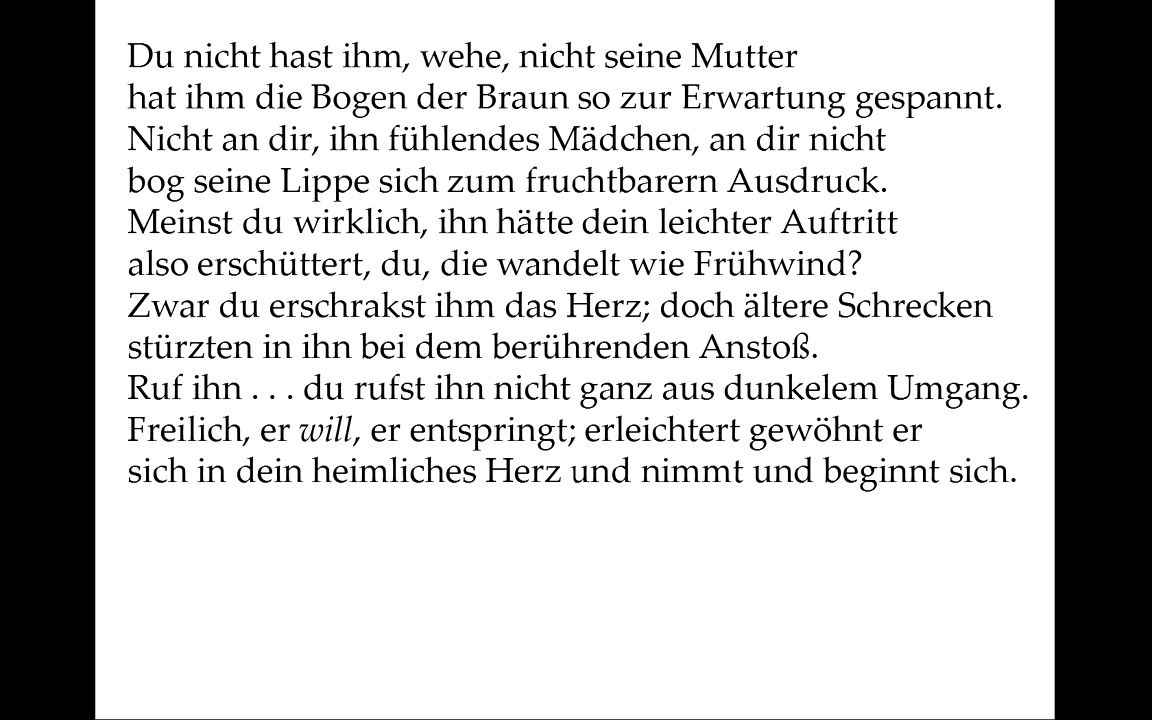 Du nicht hast ihm, wehe, nicht seine Mutter
hat ihm die Bogen der Braun so zur Erwartung gespannt.
Nicht an dir, ihn fühlendes Mädchen, an dir nicht
bog seine Lippe sich zum fruchtbarern Ausdruck.
Meinst du wirklich, ihn hätte dein leichter Auftritt
also erschüttert, du, die wandelt wie Frühwind?
Zwar du erschrakst ihm das Herz; doch ältere Schrecken
stürzten in ihn bei dem berührenden Anstoß.
Ruf ihn . . . du rufst ihn nicht ganz aus dunkelem Umgang.
Freilich, er will, er entspringt; erleichtert gewöhnt er
sich in dein heimliches Herz und nimmt und beginnt sich.